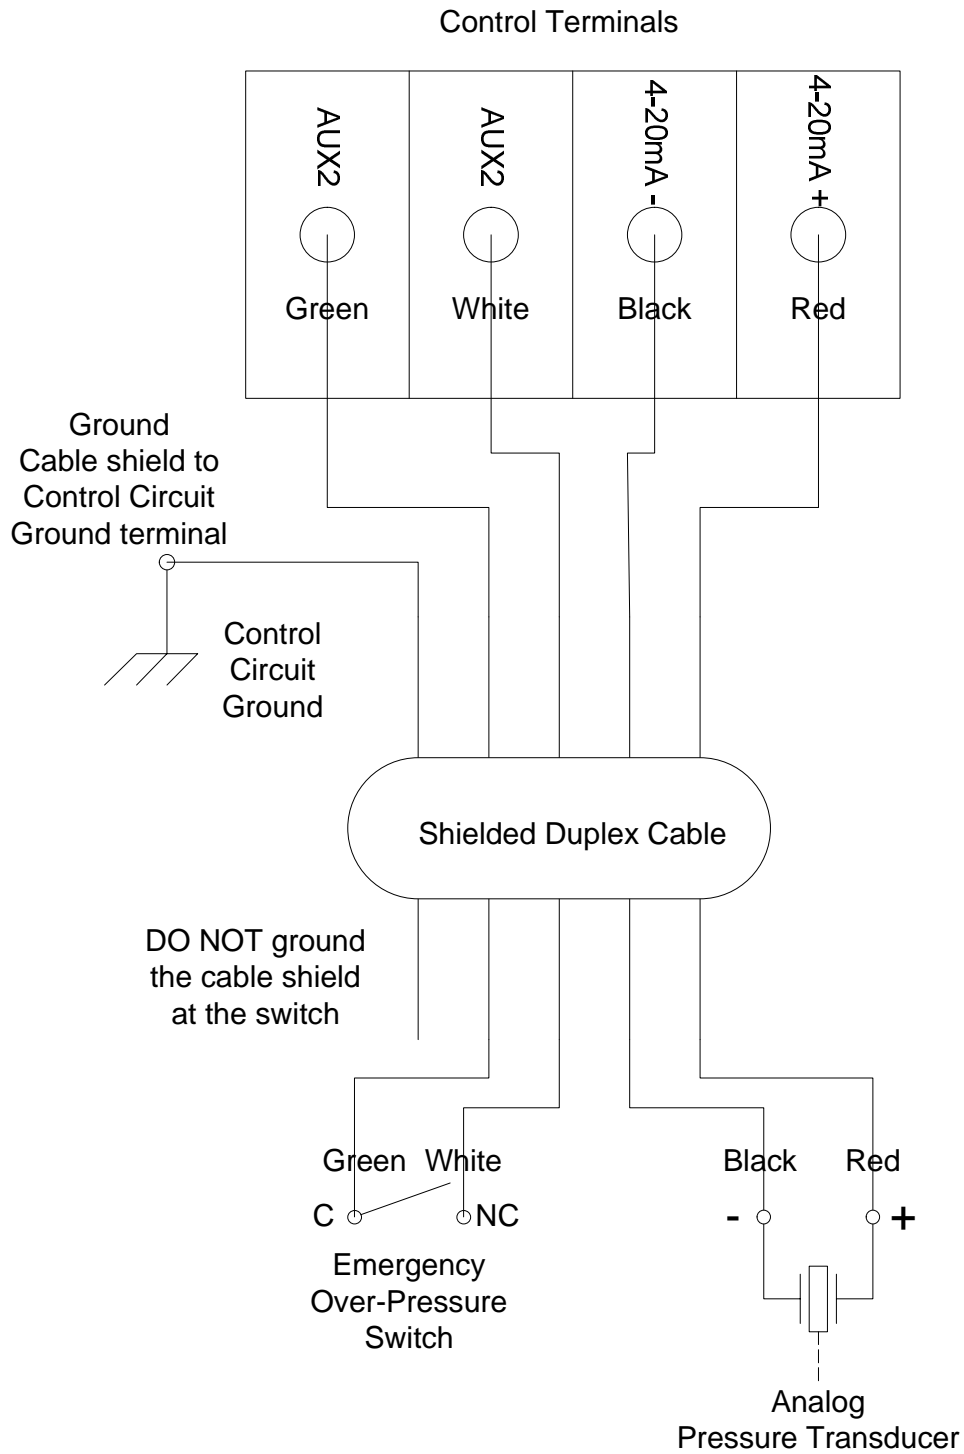 Control Terminals
AUX2
AUX2
4-20mA -
4-20mA +
Green
White
Black
Red
Ground
Cable shield to
Control Circuit
Ground terminal
Control
Circuit
Ground
Shielded Duplex Cable
DO NOT ground
the cable shield
at the switch
Green
White
Black
Red
C
NC
-
+
Emergency
Over-Pressure
Switch
Analog
Pressure Transducer